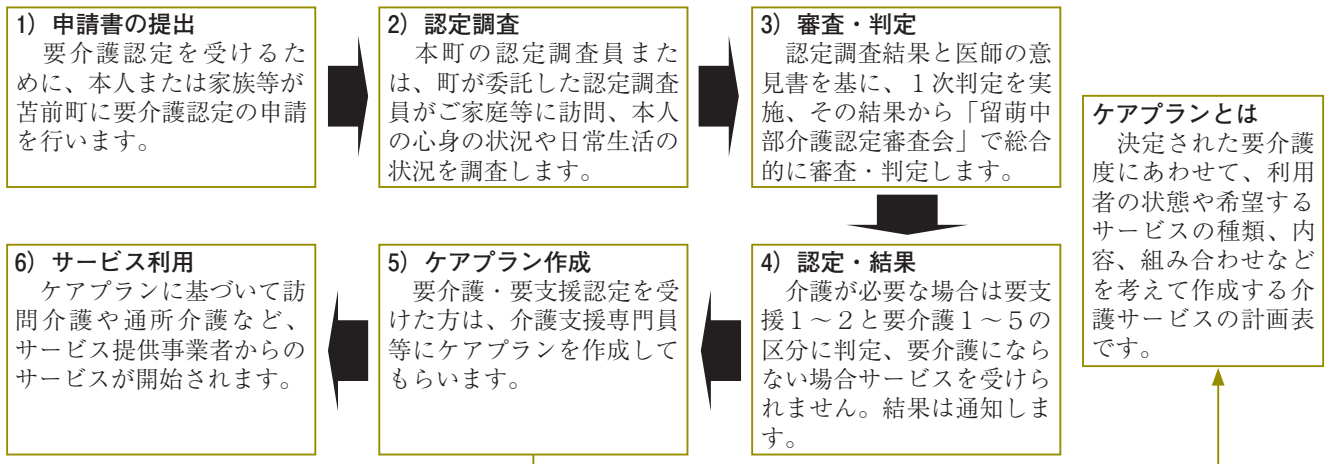 1）申請書の提出
　要介護認定を受けるた
めに、本人または家族等が
苫前町に要介護認定の申請
を行います。
2）認定調査
　本町の認定調査員また
は、町が委託した認定調査
員がご家庭等に訪問、本人
の心身の状況や日常生活の
状況を調査します。
3）審査・判定
　認定調査結果と医師の意
見書を基に、１次判定を実
施、その結果から「留萌中
部介護認定審査会」で総合
的に審査・判定します。
4）認定・結果
　介護が必要な場合は要支
援１～２と要介護１～５の
区分に判定、要介護になら
ない場合サービスを受けら
れません。結果は通知しま
す。
5）ケアプラン作成
　要介護・要支援認定を受
けた方は、介護支援専門員
等にケアプランを作成して
もらいます。
6）サービス利用
　ケアプランに基づいて訪
問介護や通所介護など、
サービス提供事業者からの
サービスが開始されます。
ケアプランとは
　決定された要介護
度にあわせて、利用
者の状態や希望する
サービスの種類、内
容、組み合わせなど
を考えて作成する介
護サービスの計画表
です。